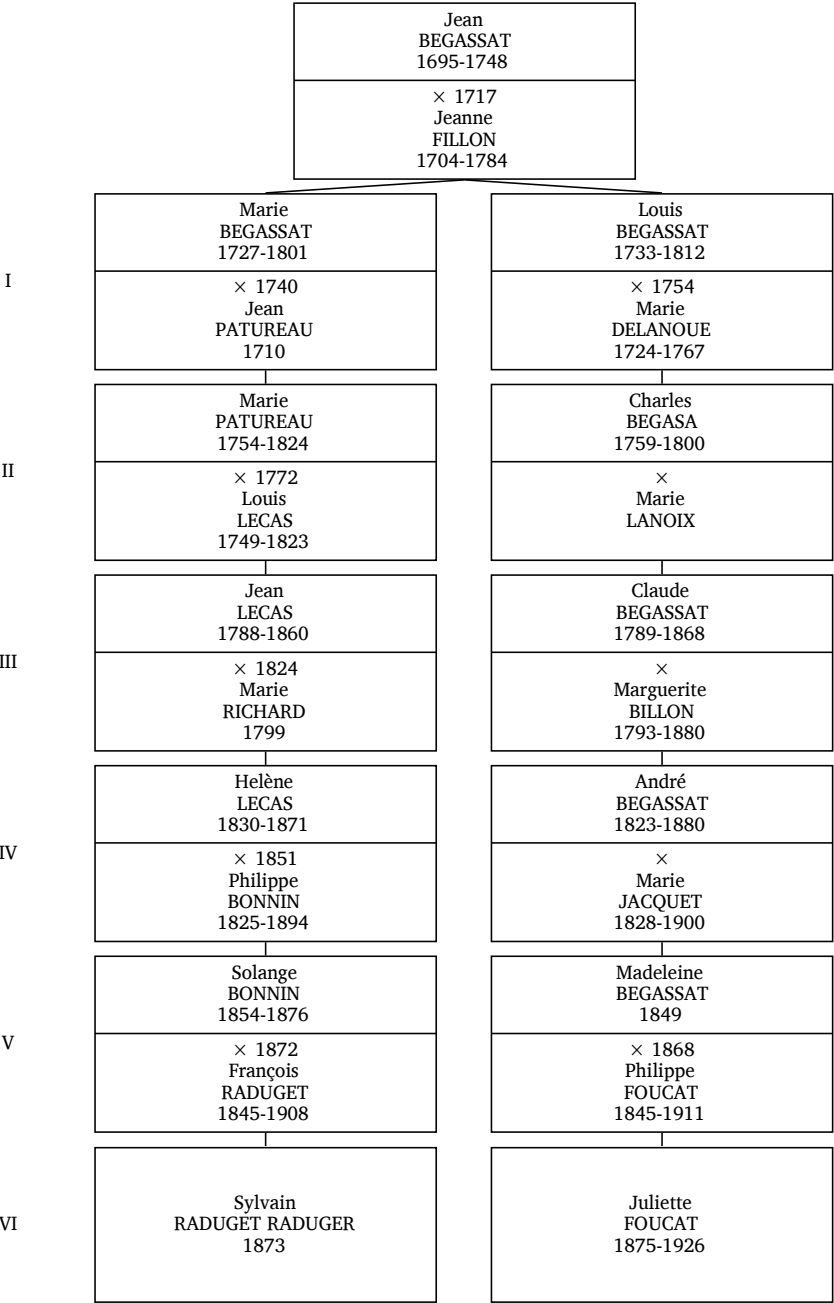 Jean
BEGASSAT
1695-1748
× 1717
Jeanne
FILLON
1704-1784
I
Marie
BEGASSAT
1727-1801
× 1740
Jean
PATUREAU
1710
Louis
BEGASSAT
1733-1812
× 1754
Marie
DELANOUE
1724-1767
II
Marie
PATUREAU
1754-1824
× 1772
Louis
LECAS
1749-1823
Charles
BEGASA
1759-1800
×
Marie
LANOIX
III
Jean
LECAS
1788-1860
× 1824
Marie
RICHARD
1799
Claude
BEGASSAT
1789-1868
×
Marguerite
BILLON
1793-1880
IV
Helène
LECAS
1830-1871
× 1851
Philippe
BONNIN
1825-1894
André
BEGASSAT
1823-1880
×
Marie
JACQUET
1828-1900
V
Solange
BONNIN
1854-1876
× 1872
François
RADUGET
1845-1908
Madeleine
BEGASSAT
1849
× 1868
Philippe
FOUCAT
1845-1911
VI
Sylvain
RADUGET RADUGER
1873
Juliette
FOUCAT
1875-1926